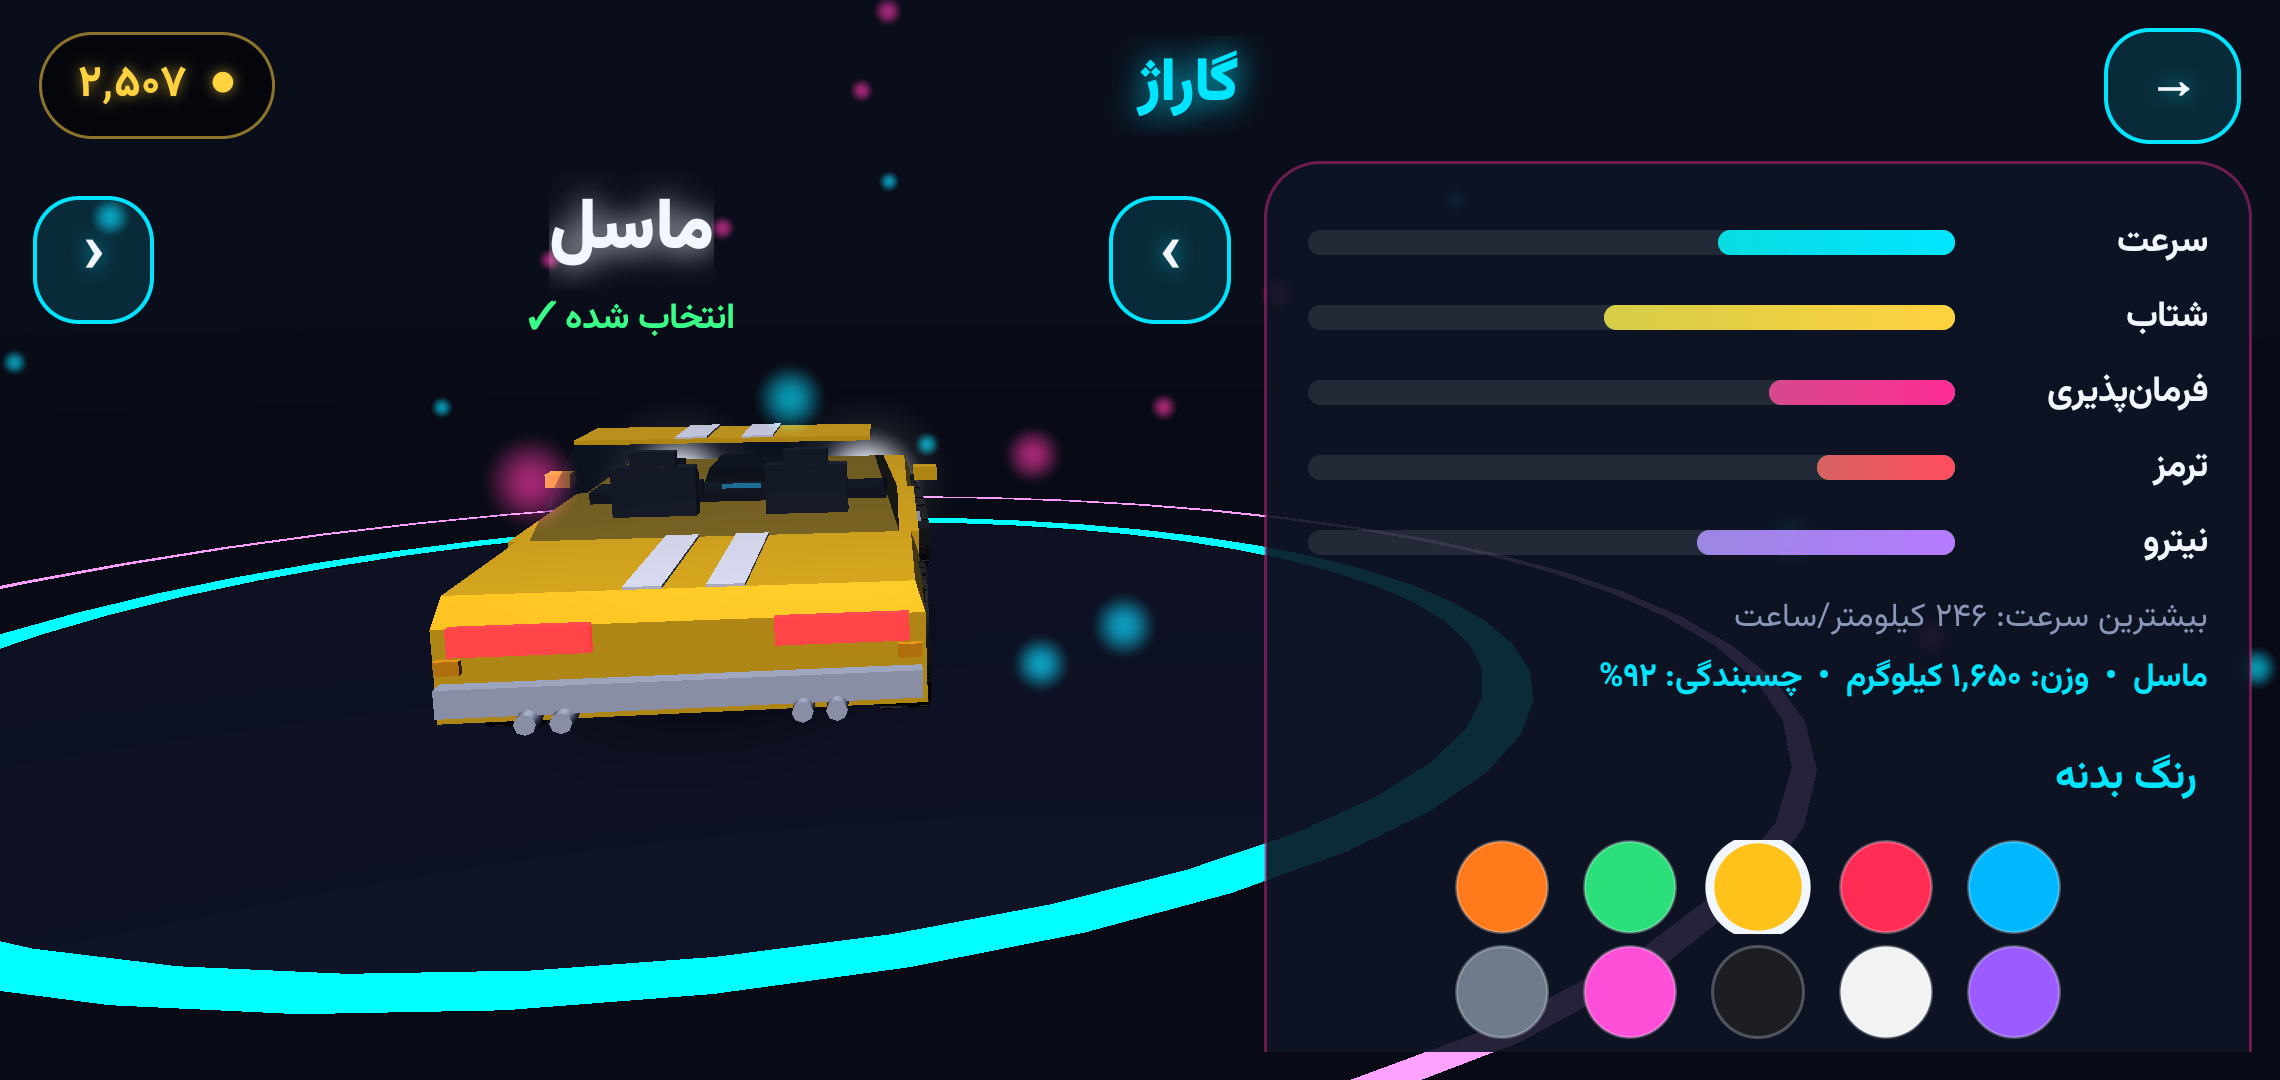 →
گاراژ
۲,۵۰۷
ماسل
انتخاب شده ✓
سرعت
شتاب
فرمان‌پذیری
ترمز
نیترو
بیشترین سرعت: ۲۴۶ کیلومتر/ساعت
ماسل • وزن: ۱,۶۵۰ کیلوگرم • چسبندگی: ۹۲%
رنگ بدنه